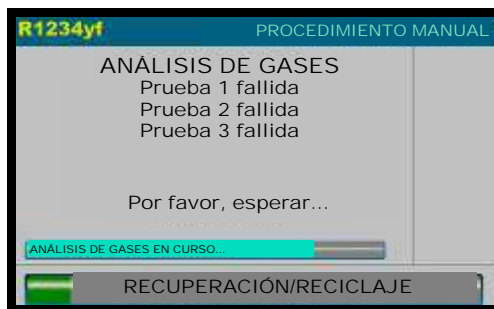 R1234yf
PROCEDIMIENTO MANUAL
ANÁLISIS DE GASES
Prueba 1 fallida
Prueba 2 fallida
Prueba 3 fallida
Por favor, esperar...
ANÁLISIS DE GASES EN CURSO...
RECUPERACIÓN/RECICLAJE